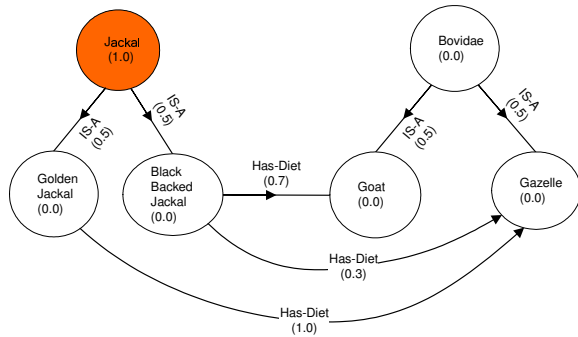 Jackal
(1.0)
Bovidae
(0.0)
IS-A
(0.5)
IS-A
(0.5)
IS-A
(0.5)
IS-A
(0.5)
Golden
Jackal
(0.0)
Black
Backed
Jackal
(0.0)
Has-Diet
(0.7)
Goat
(0.0)
Gazelle
(0.0)
Has-Diet
(0.3)
Has-Diet
(1.0)